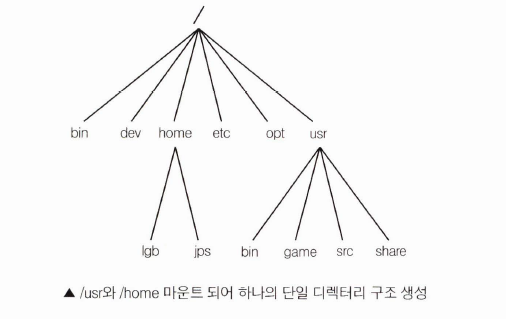 /
bin dev home etc opt usr
lgb jps bin game src share
▲ /usr와 /home 마운트 되어 하나의 단일 디렉터리 구조 생성